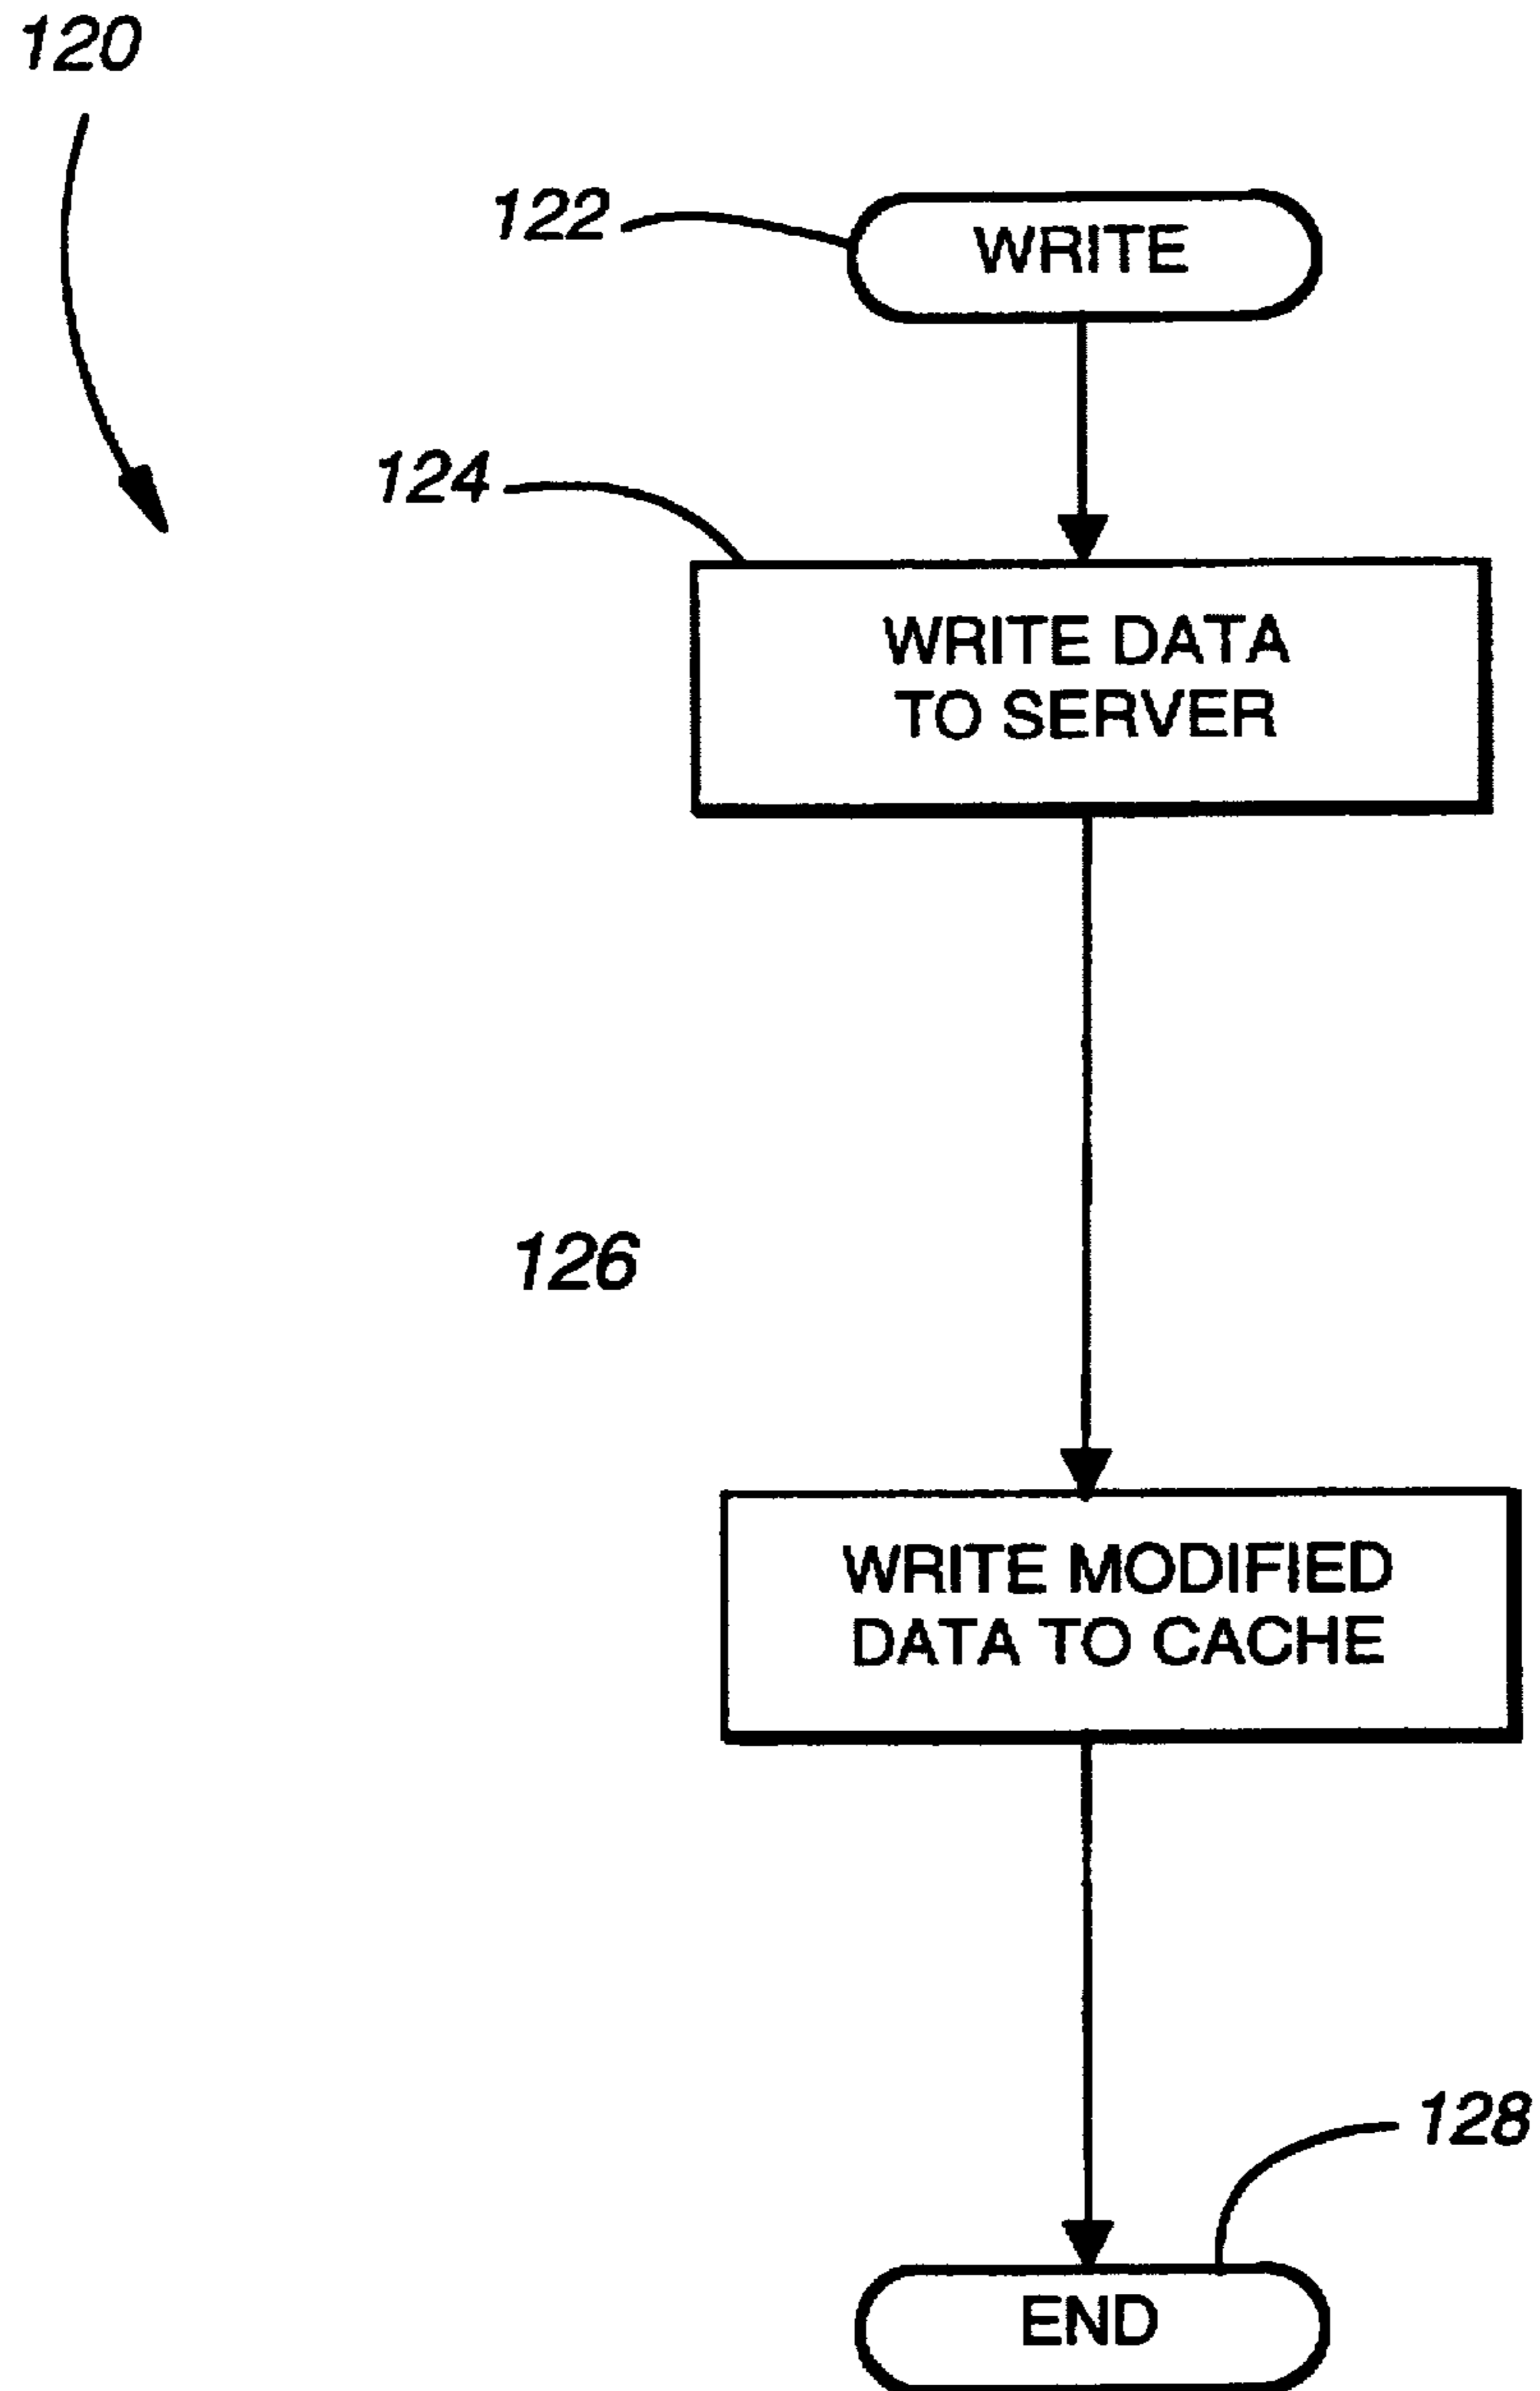 120
122
WRITE
124
WRITE DATA
TO SERVER
126
WRITE MODIFIED
DATA TO CACHE
128
END